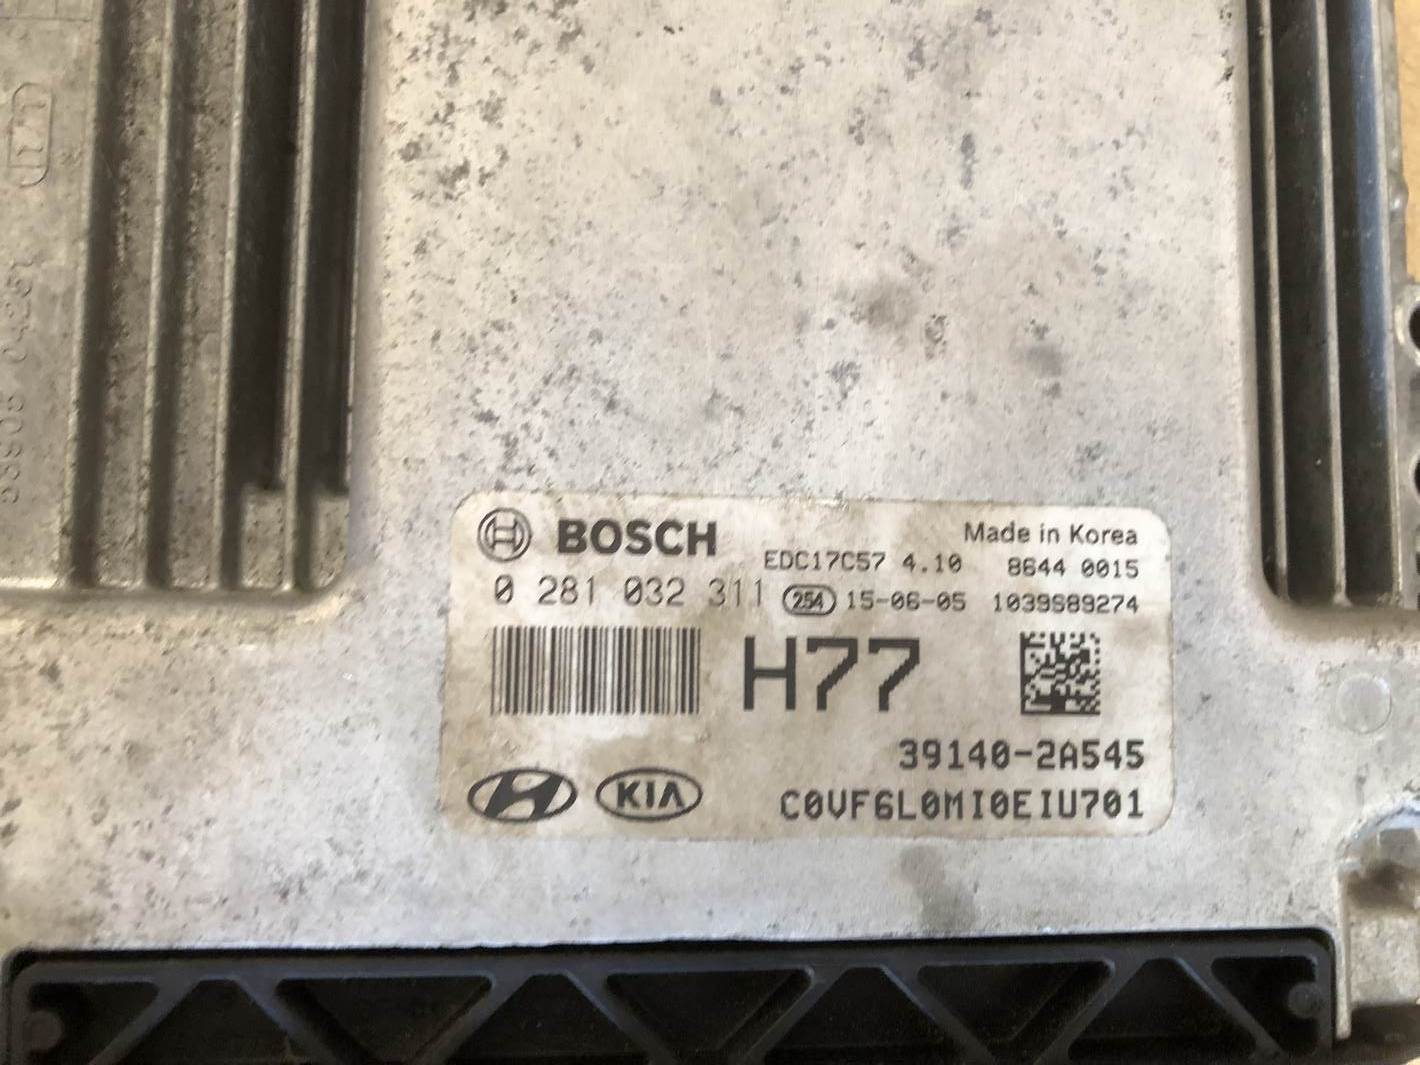 BOSCH
Made in Korea
EDC17C57 4.10 8644 0015
0 281 032 311 254 15-06-05 1039S89274
H77
39140-2A545
KIA C0VF6L0MI0EIU701